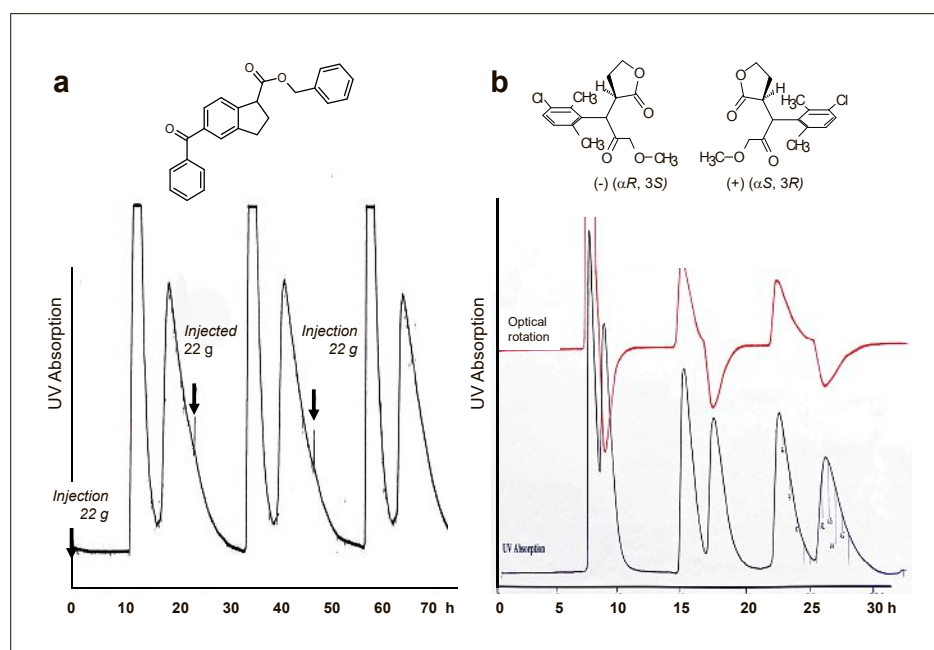 a
O
O
O
UV Absorption
Injection
22 g
Injected
22 g
Injection
22 g
0 10 20 30 40 50 60 70 h
b
H O
Cl CH₃ O
CH₃
O O CH₃
(-) (αR, 3S)
O H
H₃C Cl
O
CH₃
H₃C O O
(+) (αS, 3R)
UV Absorption
Optical
rotation
UV Absorption
0 5 10 15 20 25 30 h